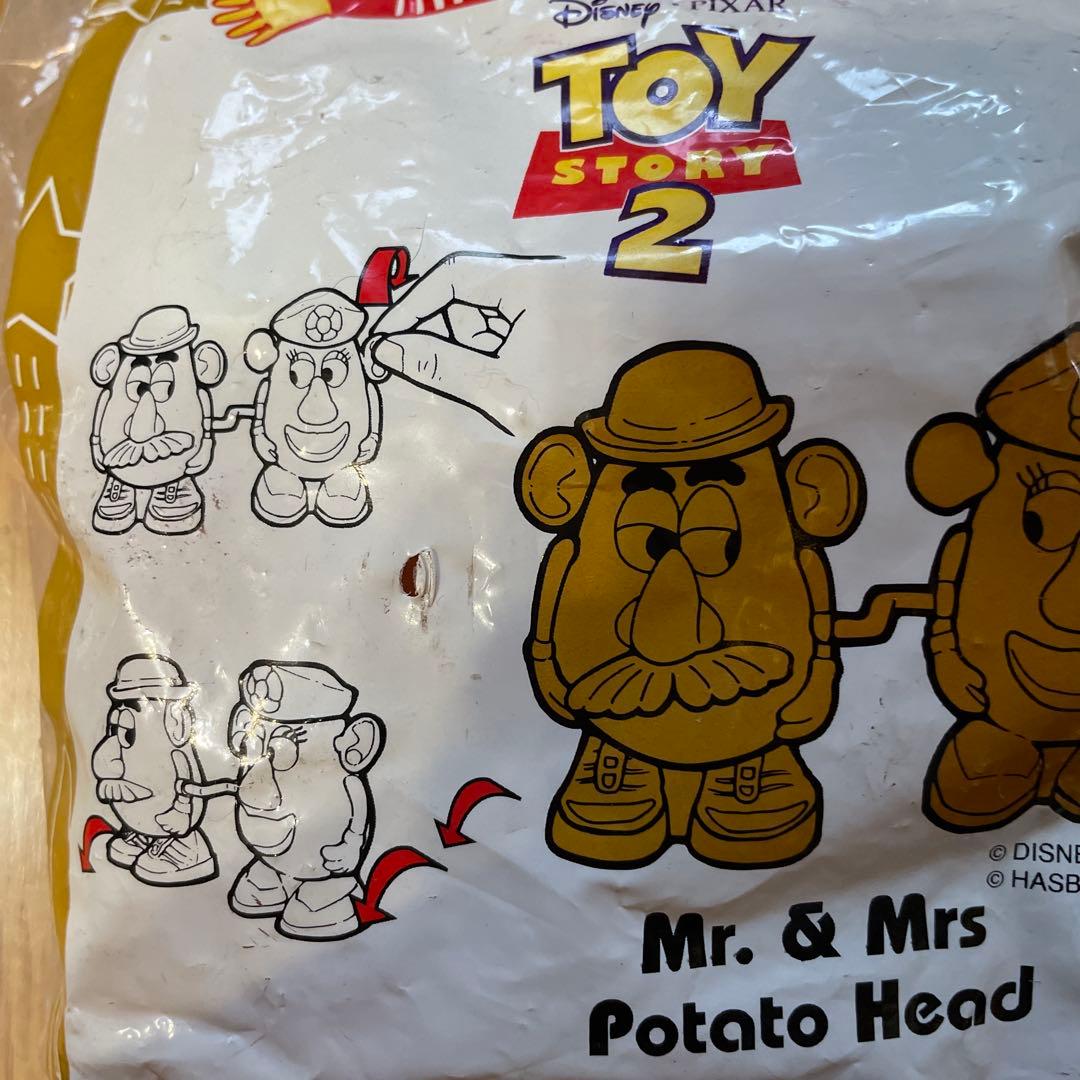 Disney · PIXAR
TOY
STORY
2
© DISNE
© HASB
Mr. & Mrs
Potato Head